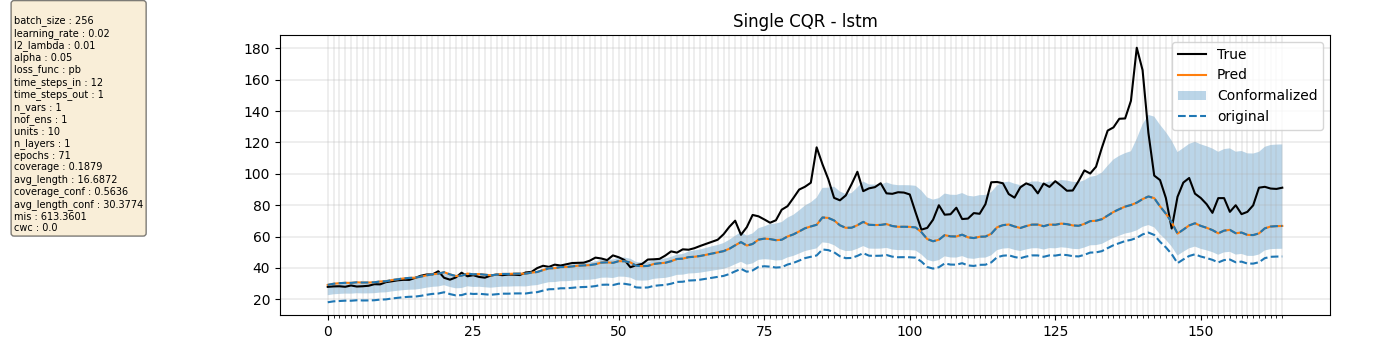 batch_size : 256
learning_rate : 0.02
l2_lambda : 0.01
alpha : 0.05
loss_func : pb
time_steps_in : 12
time_steps_out : 1
n_vars : 1
nof_ens : 1
units : 10
n_layers : 1
epochs : 71
coverage : 0.1879
avg_length : 16.6872
coverage_conf : 0.5636
avg_length_conf : 30.3774
mis : 613.3601
cwc : 0.0
Single CQR - lstm
180
160
140
120
100
80
60
40
20
0 25 50 75 100 125 150
True
Pred
Conformalized
original